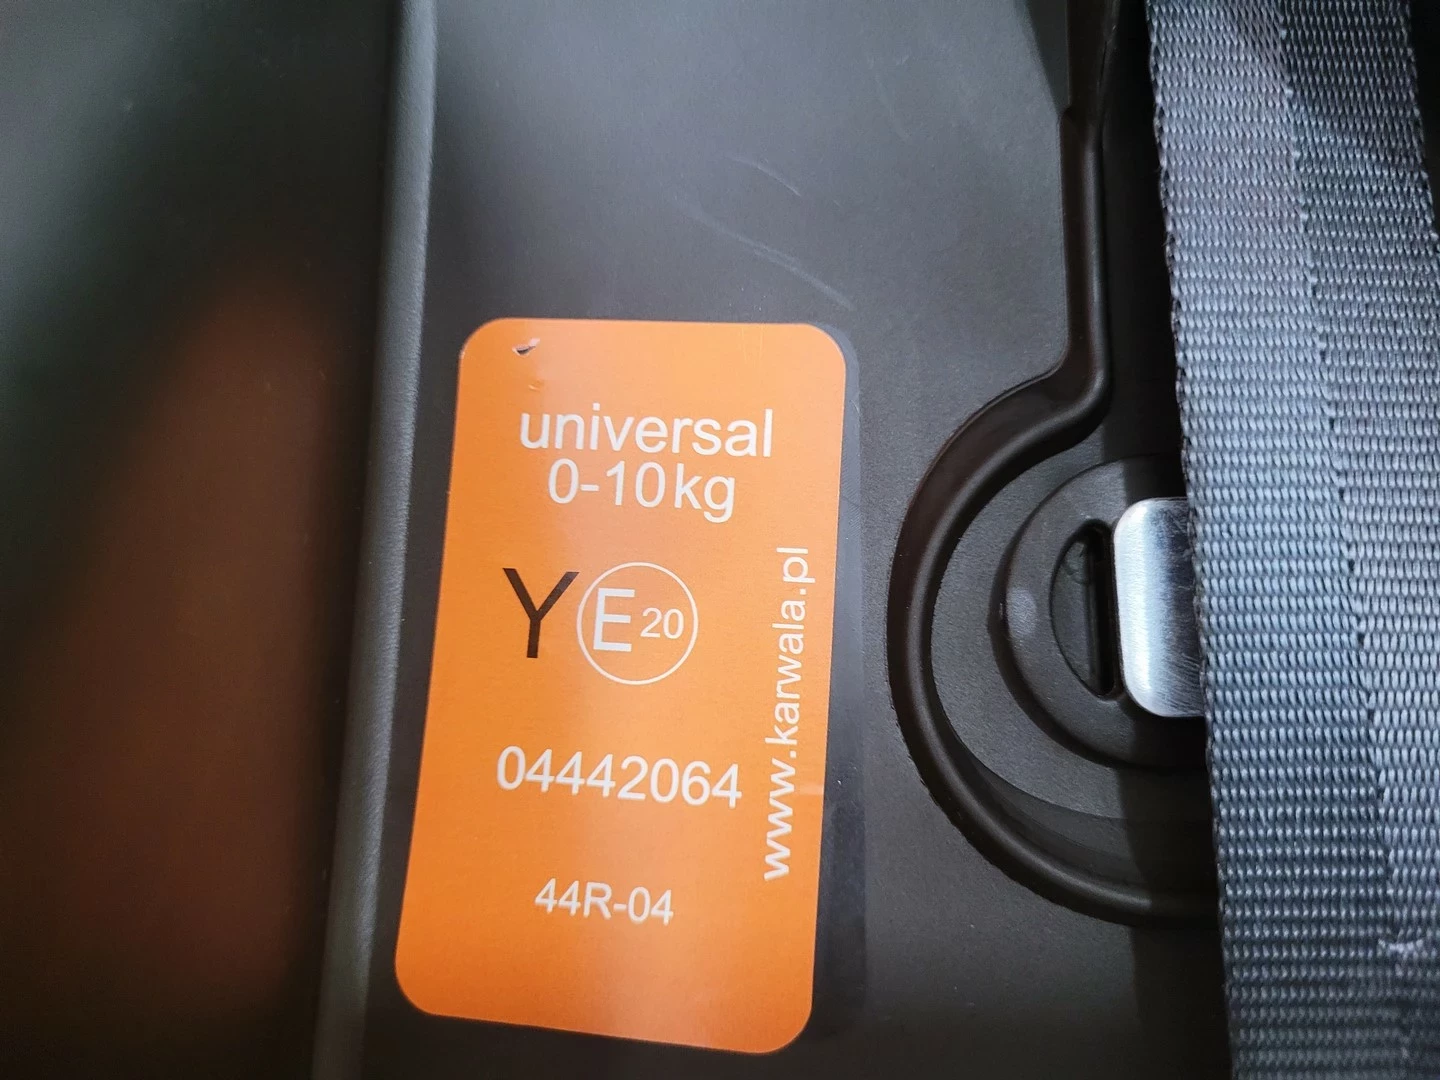 universal
0-10kg
Y E 20
04442064
44R-04
www.karwala.pl